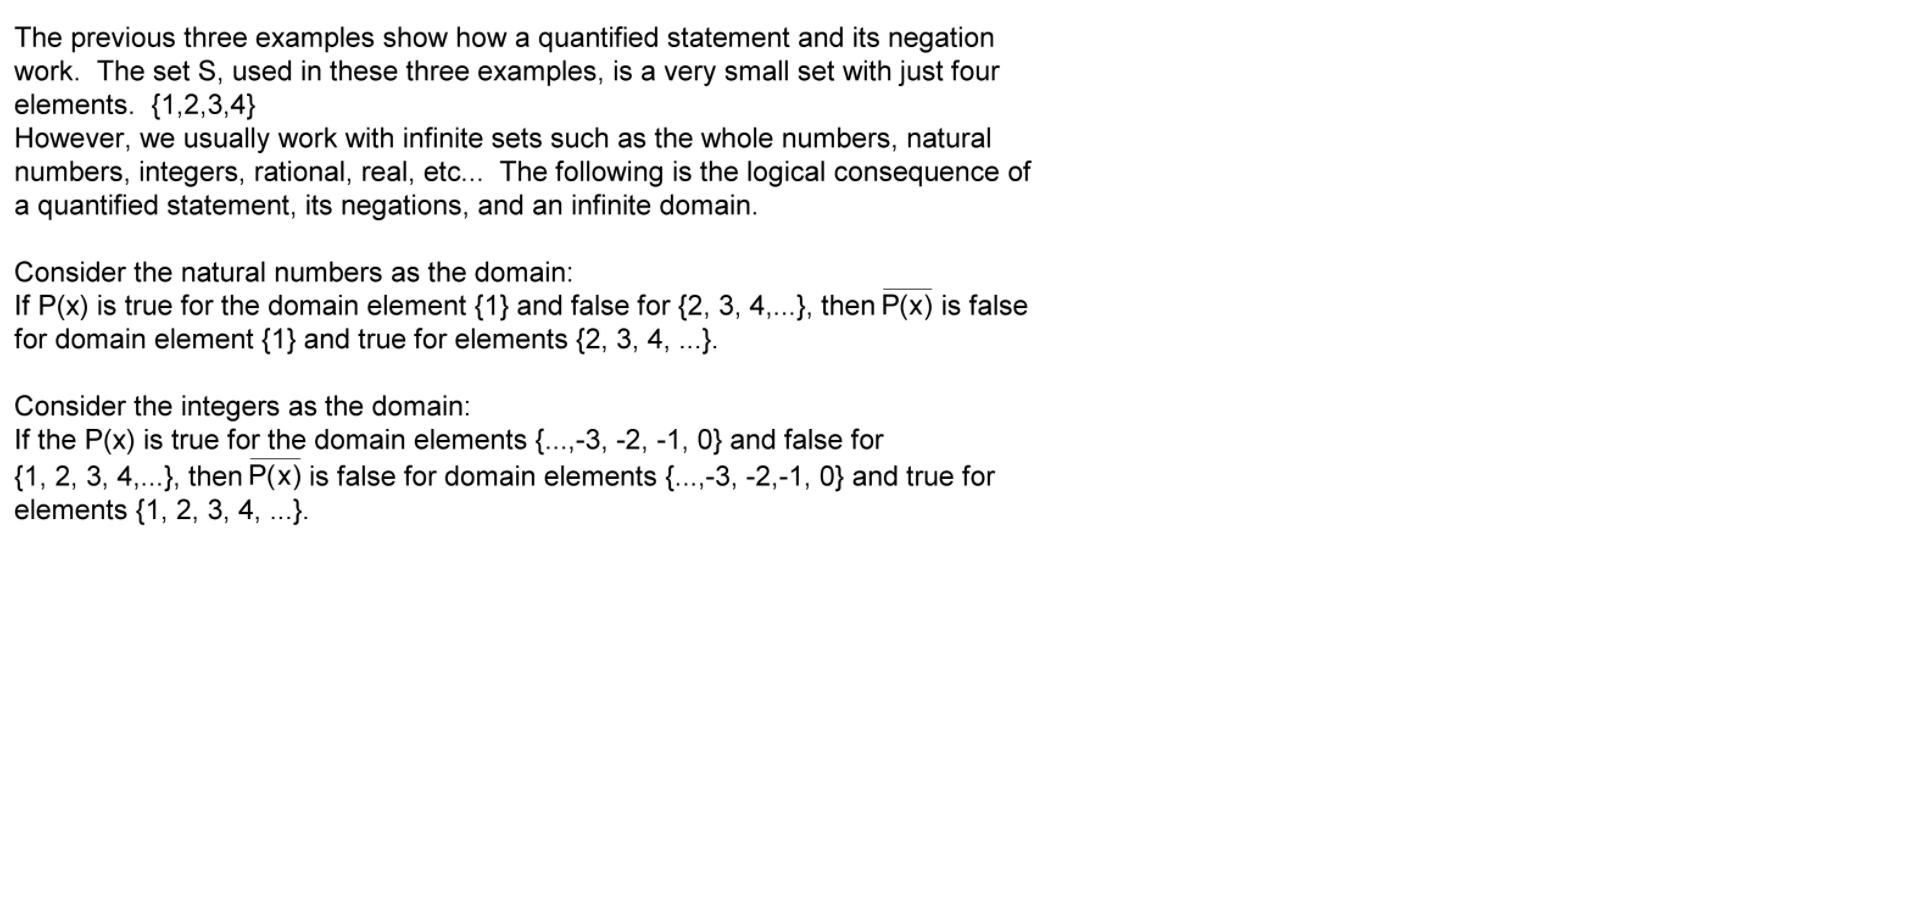 The previous three examples show how a quantified statement and its negation
work.  The set S, used in these three examples, is a very small set with just four
elements.  {1,2,3,4}
However, we usually work with infinite sets such as the whole numbers, natural
numbers, integers, rational, real, etc...  The following is the logical consequence of
a quantified statement, its negations, and an infinite domain.
Consider the natural numbers as the domain:
If P(x) is true for the domain element {1} and false for {2, 3, 4,...}, then P̅(̅x̅)̅ is false
for domain element {1} and true for elements {2, 3, 4, ...}.
Consider the integers as the domain:
If the P(x) is true for the domain elements {...,-3, -2, -1, 0} and false for
{1, 2, 3, 4,...}, then P̅(̅x̅)̅ is false for domain elements {...,-3, -2,-1, 0} and true for
elements {1, 2, 3, 4, ...}.